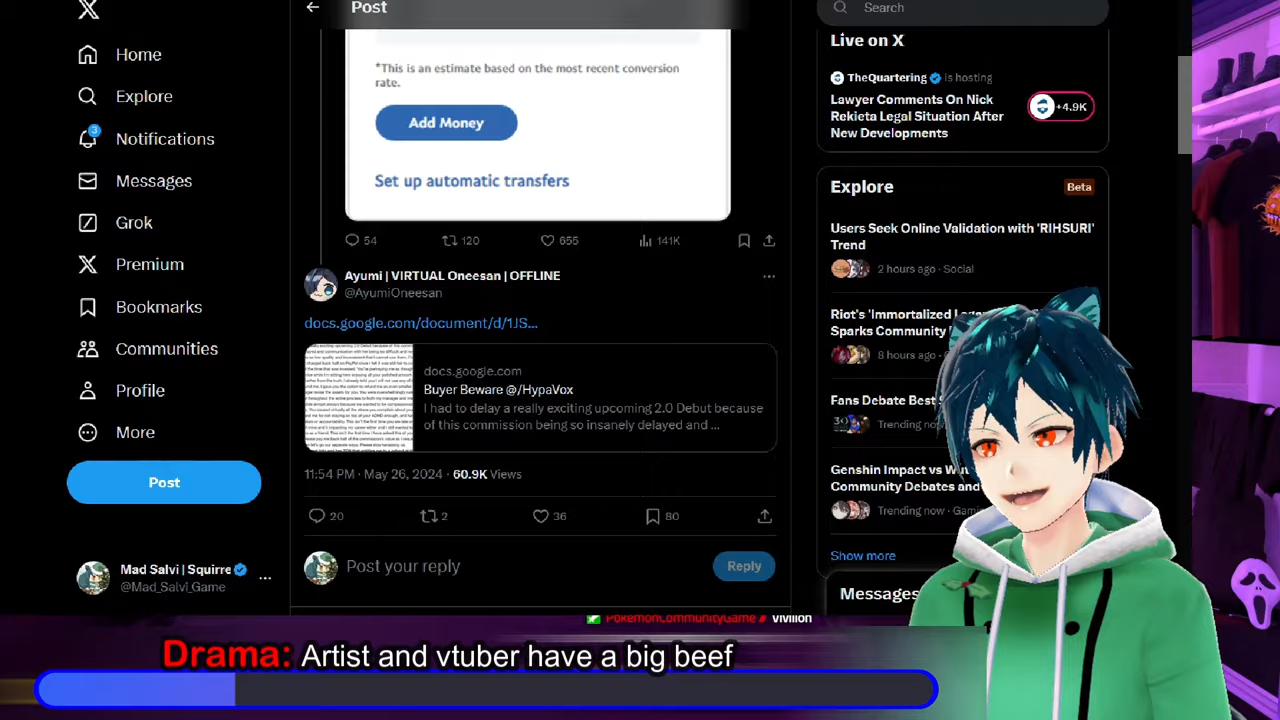 Post
Home
Explore
Notifications
3
Messages
Grok
Premium
Bookmarks
Communities
Profile
More
Post
Mad Salvi | Squirre
@Mad_Salvi_Game
*This is an estimate based on the most recent conversion
rate.
Add Money
Set up automatic transfers
54 120 655 141K
Ayumi | VIRTUAL Oneesan | OFFLINE
@AyumiOneesan
docs.google.com/document/d/1JS...
docs.google.com
Buyer Beware @/HypaVox
I had to delay a really exciting upcoming 2.0 Debut because
of this commission being so insanely delayed and ...
11:54 PM · May 26, 2024 · 60.9K Views
20 2 36 80
Post your reply
Reply
Search
Live on X
TheQuartering is hosting
Lawyer Comments On Nick
Rekieta Legal Situation After
New Developments
+4.9K
Explore
Beta
Users Seek Online Validation with 'RIHSURI'
Trend
2 hours ago · Social
Riot's 'Immortalized
Sparks Community
8 hours ago ·
Fans Debate Best
Trending now ·
Genshin Impact vs
Community Debates and
Trending now ·
Show more
Messages
PokemonCommunityGame // Vivillon
Drama: Artist and vtuber have a big beef